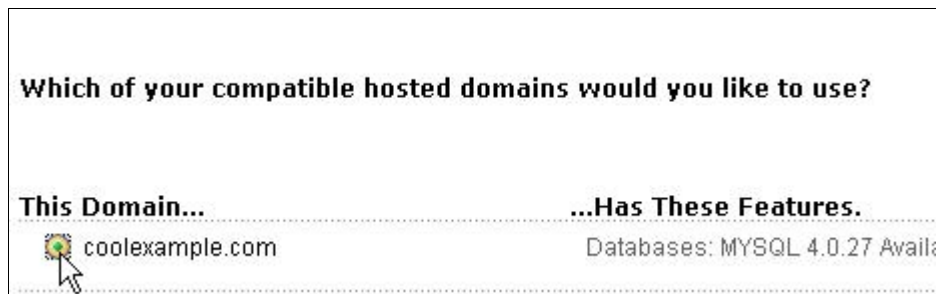 Which of your compatible hosted domains would you like to use?
This Domain... ...Has These Features.
coolexample.com Databases: MYSQL 4.0.27